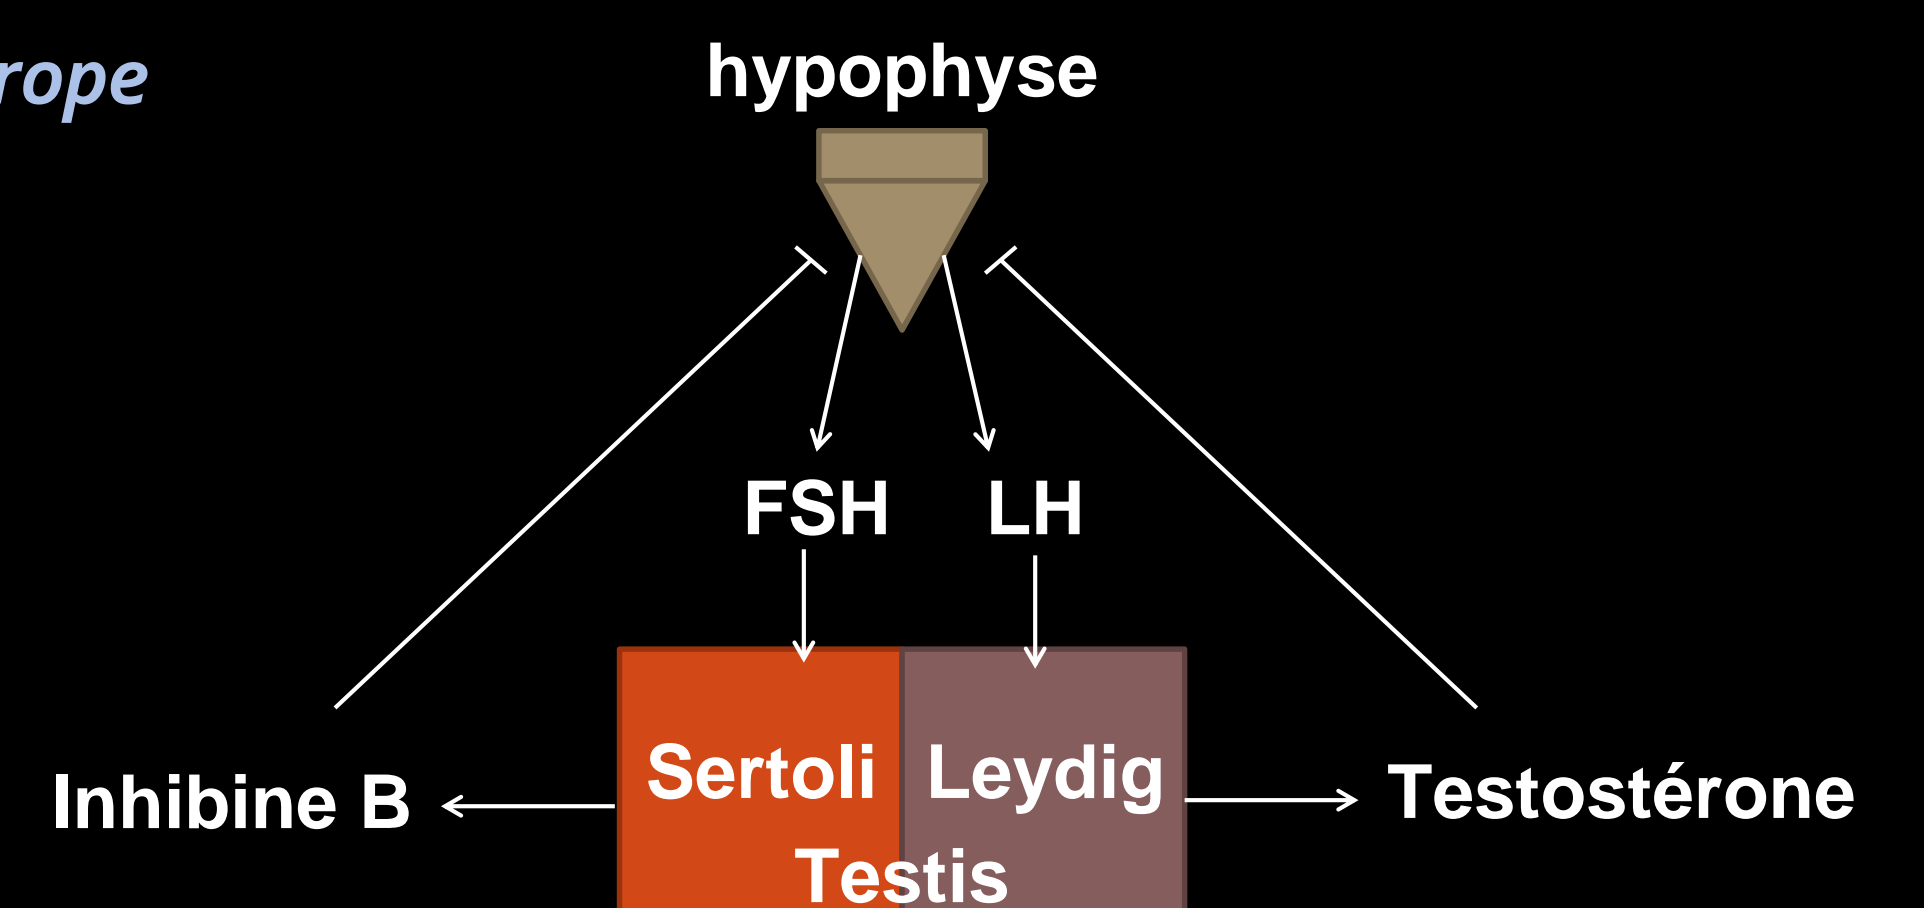 rope
hypophyse
FSH
LH
Sertoli
Leydig
Inhibine B
Testostérone
Testis